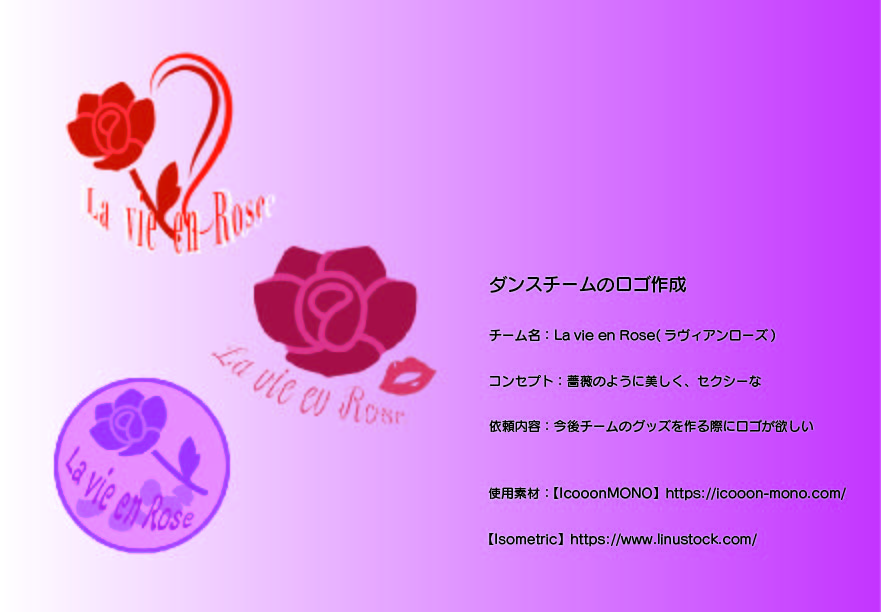 La vie en Rose
La vie en Rose
La vie en Rose
ダンスチームのロゴ作成
チーム名：La vie en Rose(ラヴィアンローズ)
コンセプト：薔薇のように美しく、セクシーな
依頼内容：今後チームのグッズを作る際にロゴが欲しい
使用素材：【IcooonMONO】https://icooon-mono.com/
【Isometric】https://www.linustock.com/